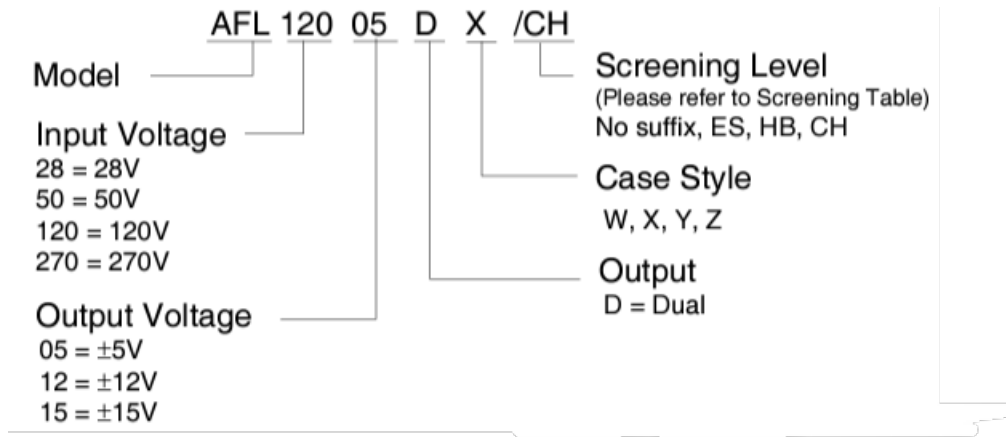 AFL 120 05 D X /CH
Model
Input Voltage
28 = 28V
50 = 50V
120 = 120V
270 = 270V
Output Voltage
05 = ±5V
12 = ±12V
15 = ±15V
Screening Level
(Please refer to Screening Table)
No suffix, ES, HB, CH
Case Style
W, X, Y, Z
Output
D = Dual